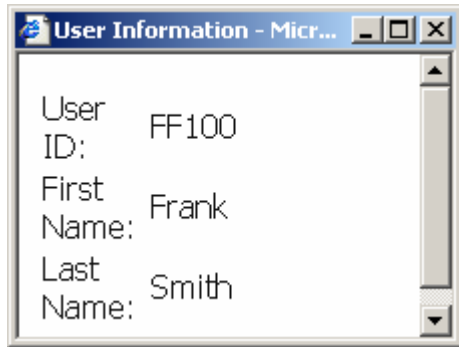 User Information - Micr...
User
ID: FF100
First
Name: Frank
Last
Name: Smith